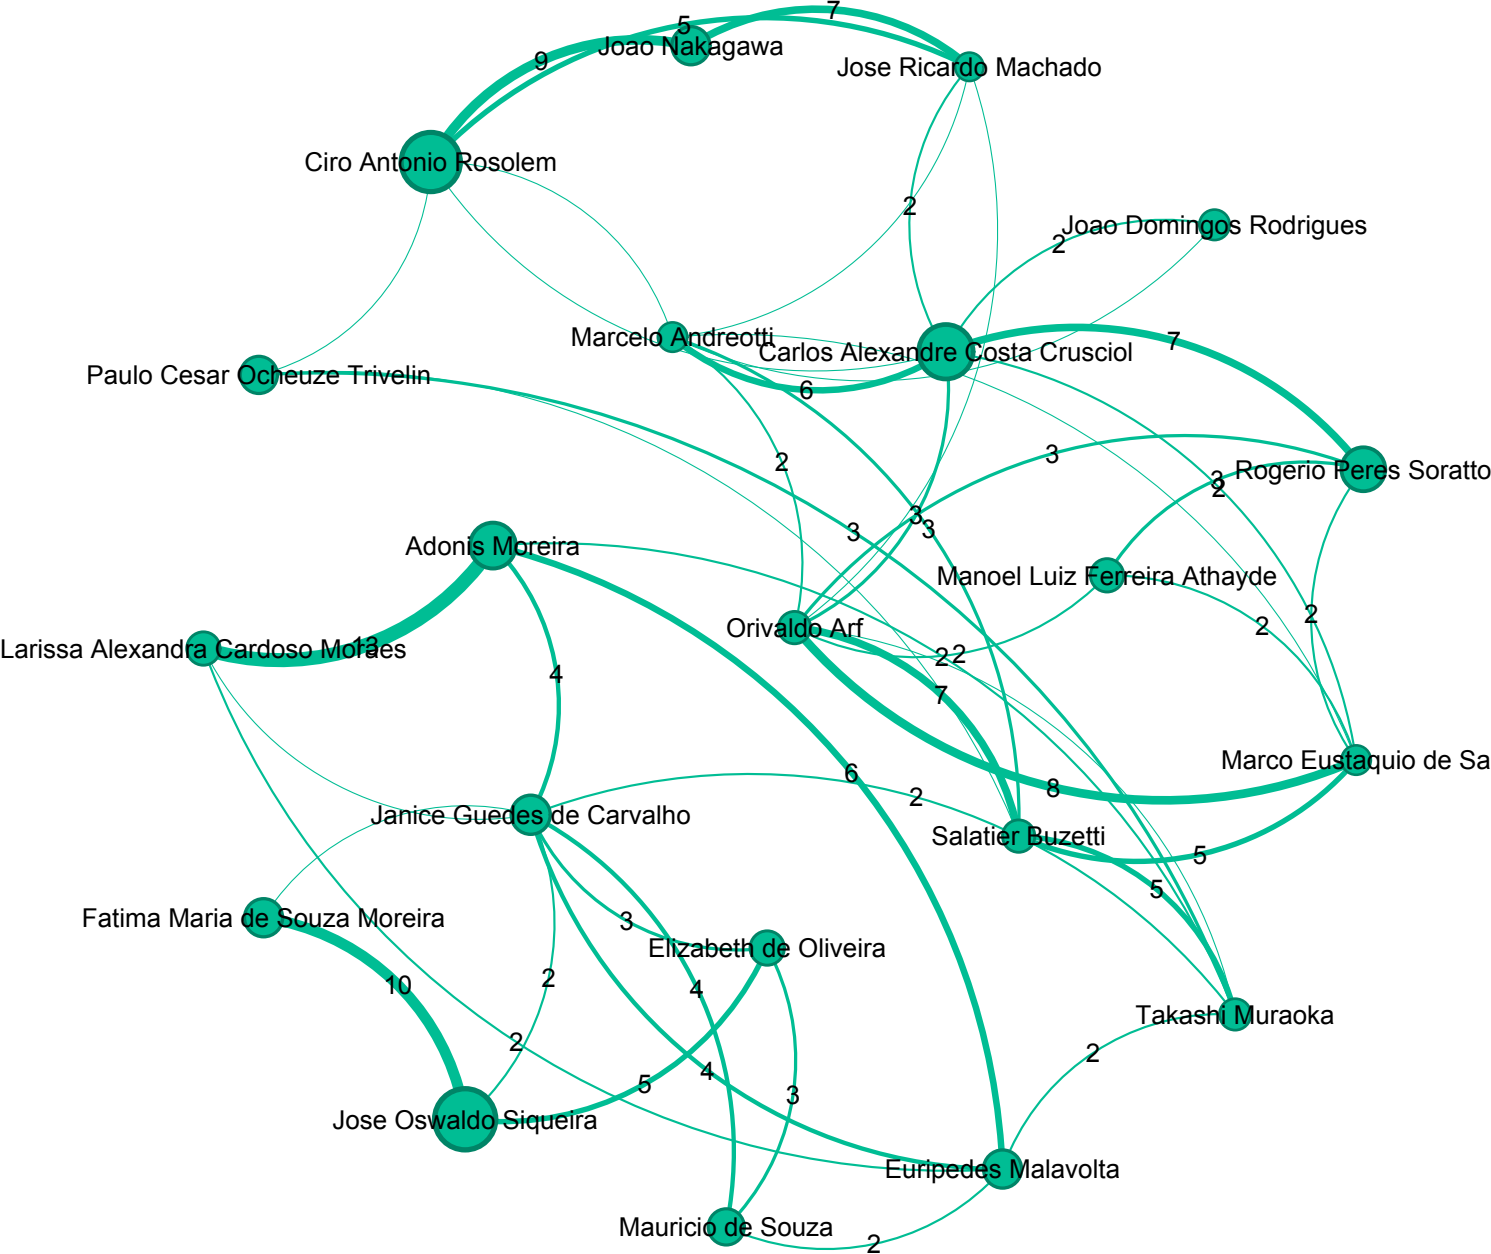 7
5
Joao Nakagawa
9
Jose Ricardo Machado
Ciro Antonio Rosolem
2
Joao Domingos Rodrigues
2
Marcelo Andreotti
7
Carlos Alexandre Costa Crusciol
Paulo Cesar Ocheuze Trivelin
6
3
2
Rogerio Peres Soratto
3
2
3
3
3
Adonis Moreira
Manoel Luiz Ferreira Athayde
2
Orivaldo Arf
2
13
Larissa Alexandra Cardoso Moraes
2
2
4
7
Marco Eustaquio de Sa
6
8
2
Janice Guedes de Carvalho
Salatier Buzetti
5
5
Fatima Maria de Souza Moreira
3
Elizabeth de Oliveira
2
10
4
Takashi Muraoka
2
2
4
5
3
Jose Oswaldo Siqueira
Euripedes Malavolta
Mauricio de Souza
2